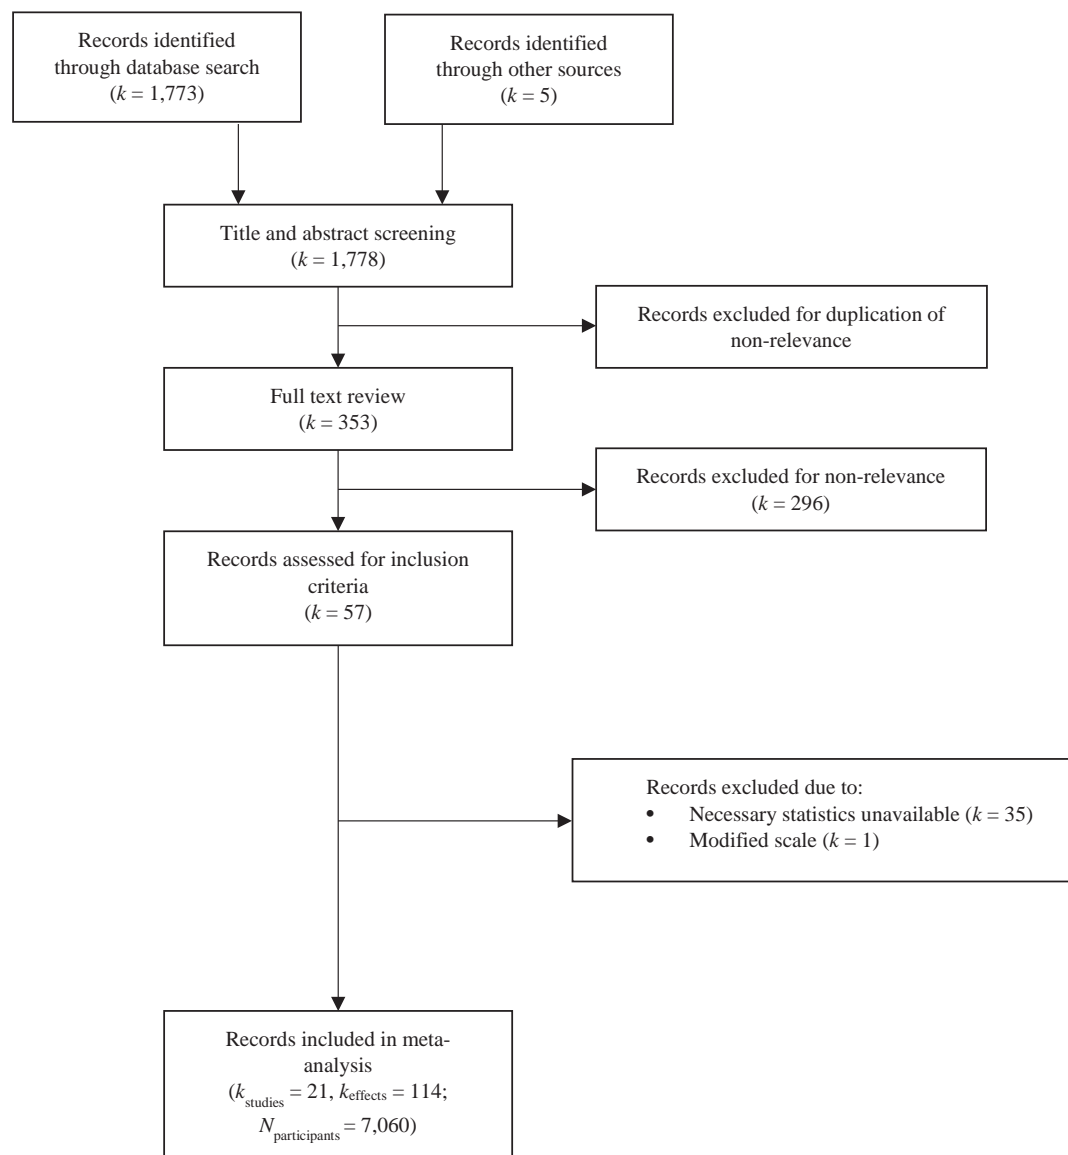 Records identified
through database search
(k = 1,773)
Records identified
through other sources
(k = 5)
Title and abstract screening
(k = 1,778)
Records excluded for duplication of
non-relevance
Full text review
(k = 353)
Records excluded for non-relevance
(k = 296)
Records assessed for inclusion
criteria
(k = 57)
Records excluded due to:
• Necessary statistics unavailable (k = 35)
• Modified scale (k = 1)
Records included in meta-
analysis
(kstudies = 21, keffects = 114;
Nparticipants = 7,060)